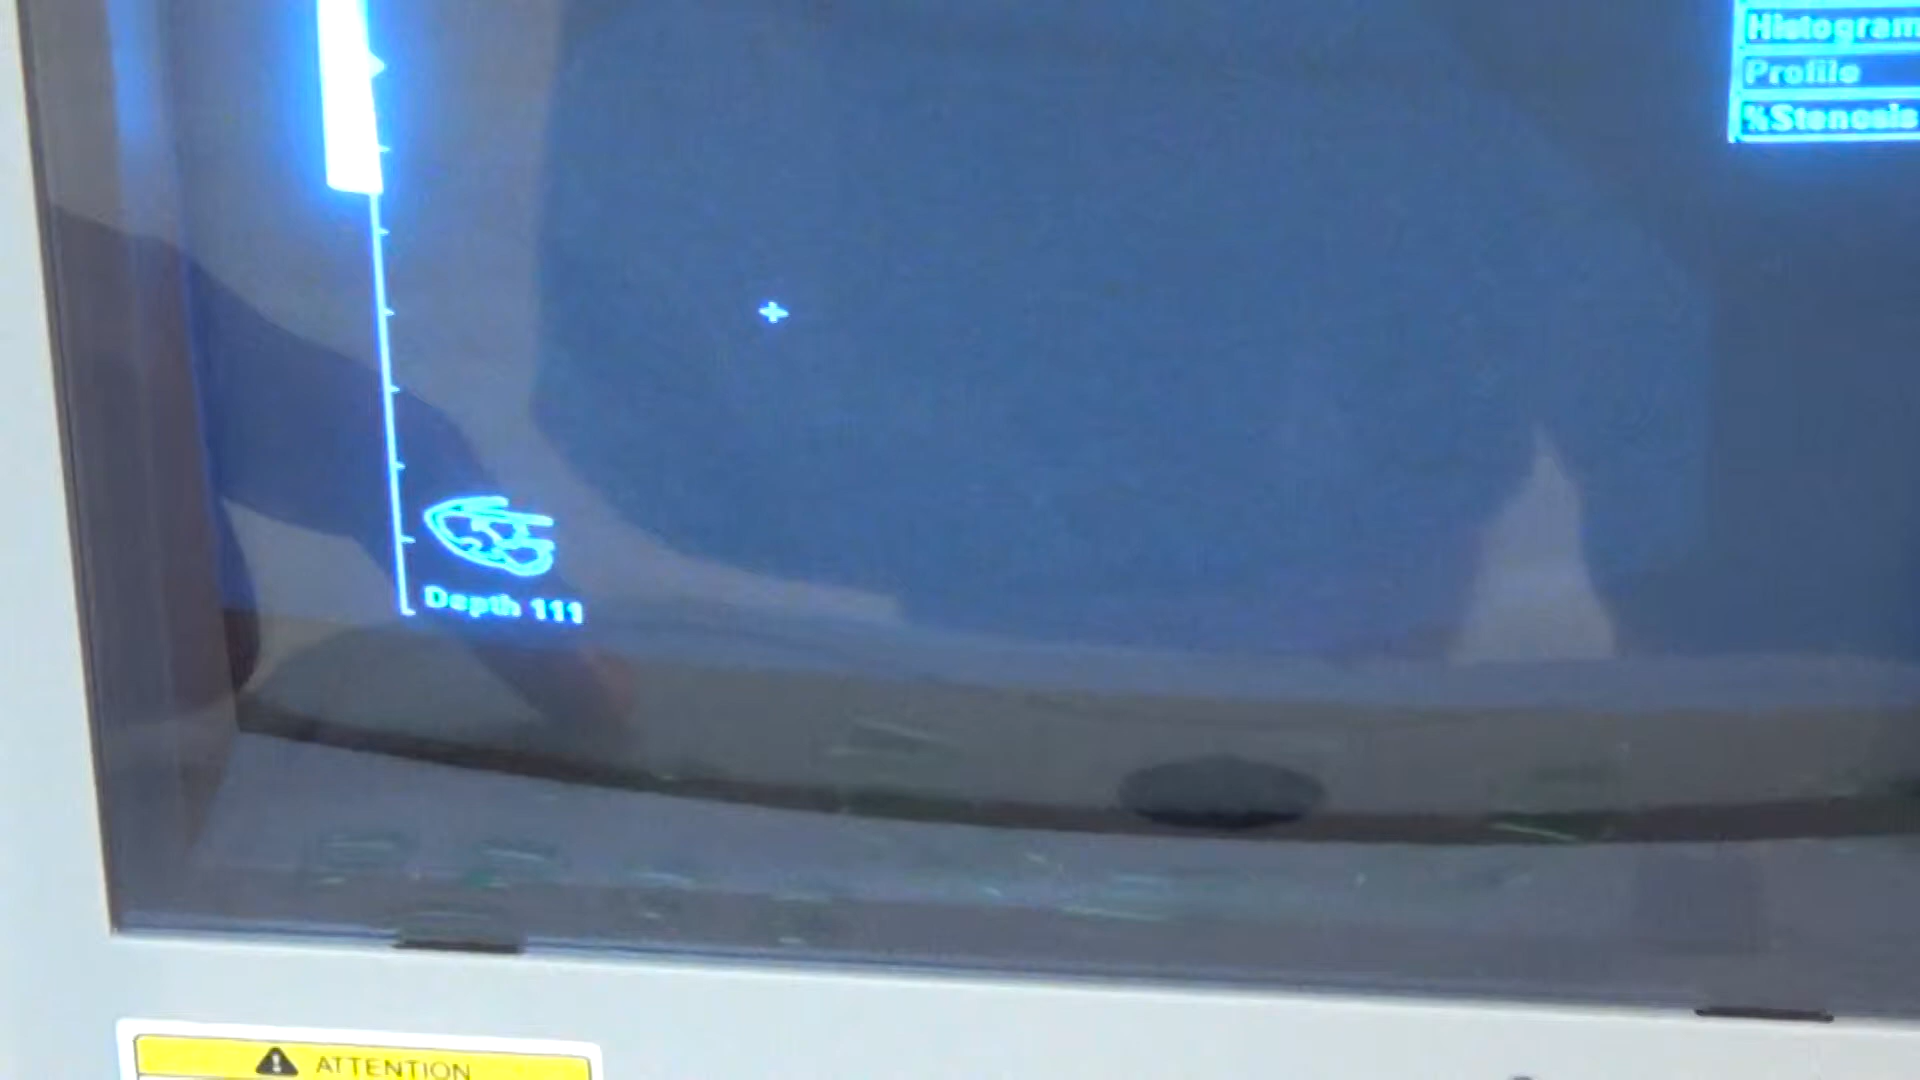 Histogram
Profile
%Stenosis
Depth 111
ATTENTION